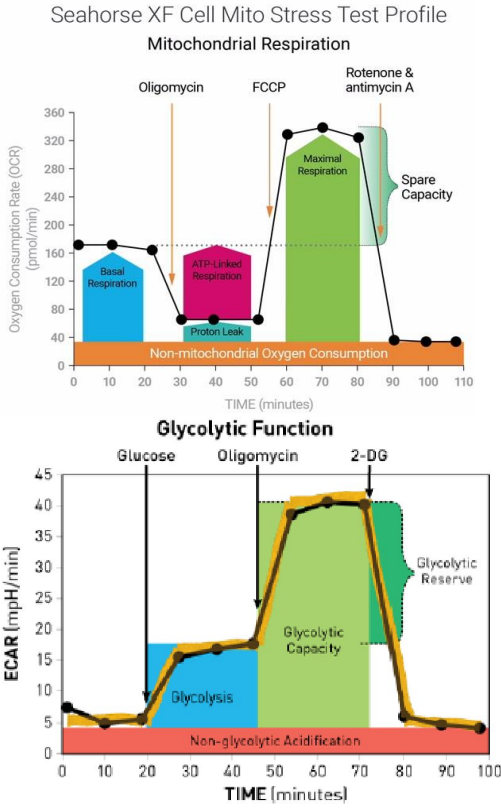 Seahorse XF Cell Mito Stress Test Profile
Mitochondrial Respiration
Oligomycin
FCCP
Rotenone &
antimycin A
Oxygen Consumption Rate (OCR)
(pmol/min)
360
320
280
240
200
160
120
80
40
0
Basal
Respiration
ATP-Linked
Respiration
Proton Leak
Maximal
Respiration
Spare
Capacity
Non-mitochondrial Oxygen Consumption
0 10 20 30 40 50 60 70 80 90 100 110
TIME (minutes)
Glycolytic Function
Glucose
Oligomycin
2-DG
ECAR (mpH/min)
45
40
35
30
25
20
15
10
5
0
Glycolysis
Glycolytic
Capacity
Glycolytic
Reserve
Non-glycolytic Acidification
0 10 20 30 40 50 60 70 80 90 100
TIME (minutes)